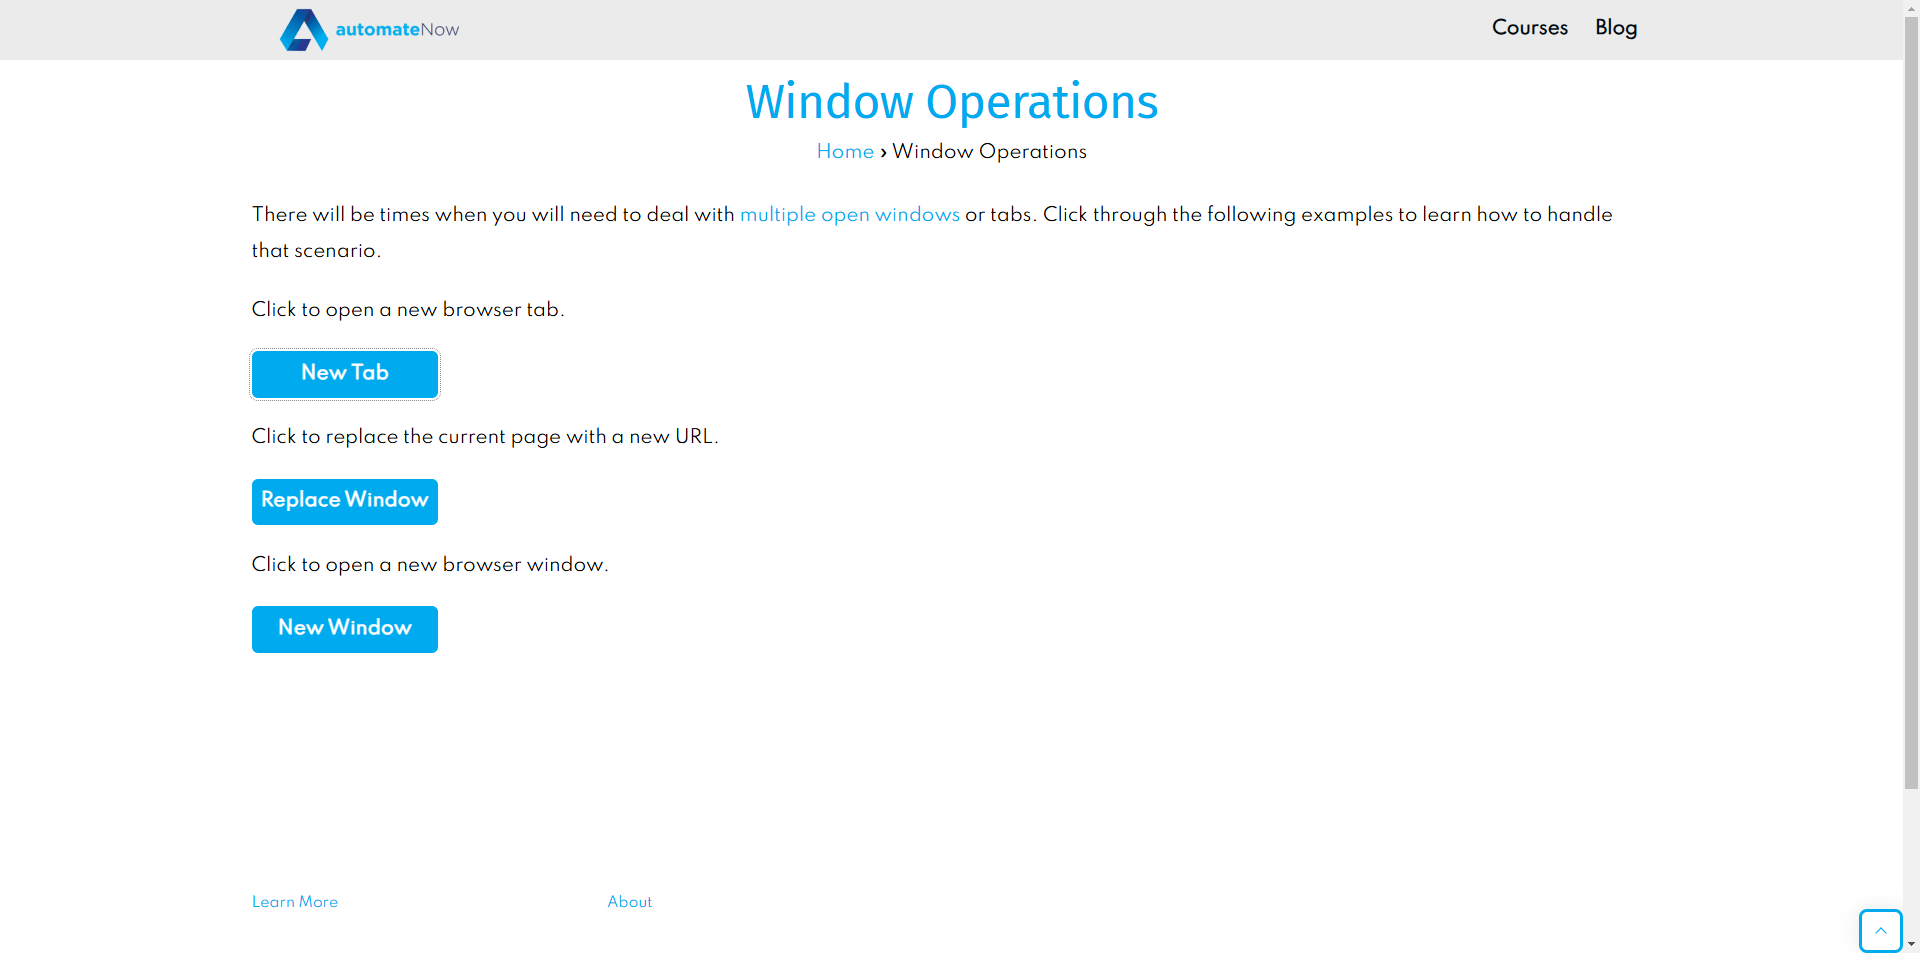 automateNow
Courses Blog
Window Operations
Home › Window Operations
There will be times when you will need to deal with multiple open windows or tabs. Click through the following examples to learn how to handle
that scenario.
Click to open a new browser tab.
New Tab
Click to replace the current page with a new URL.
Replace Window
Click to open a new browser window.
New Window
Learn More
About